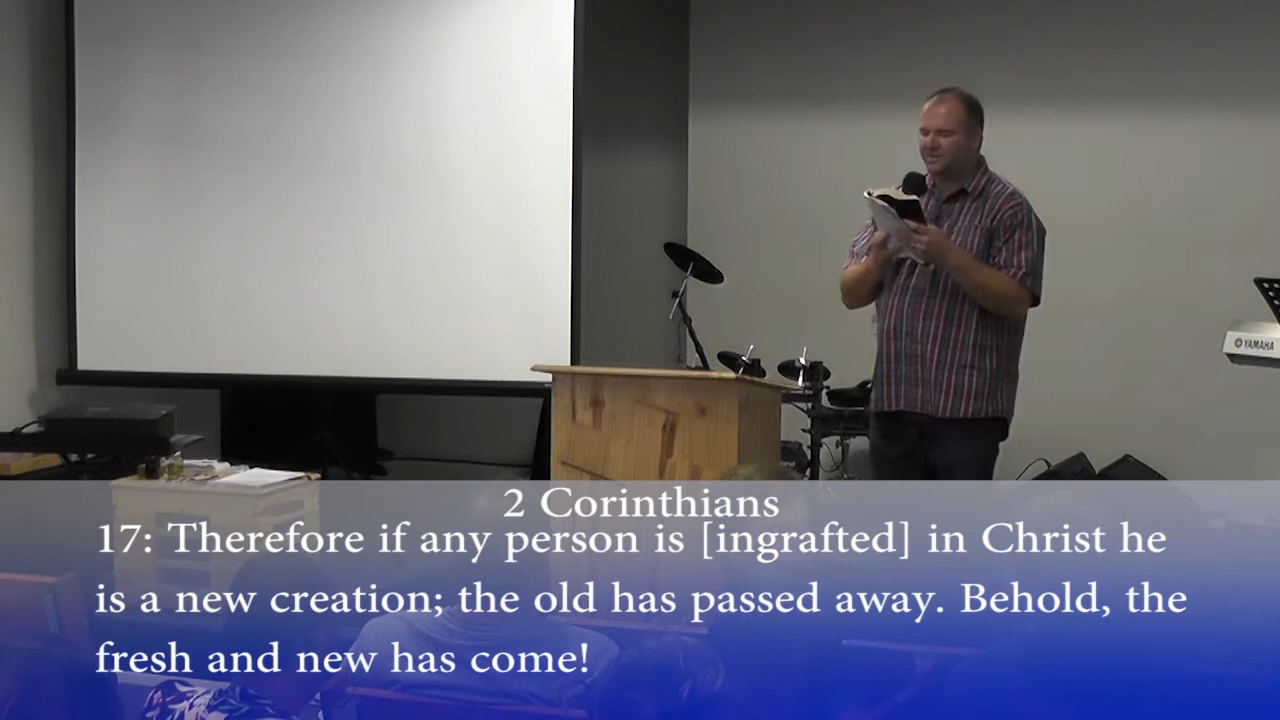 YAMAHA
2 Corinthians
17: Therefore if any person is [ingrafted] in Christ he
is a new creation; the old has passed away. Behold, the
fresh and new has come!